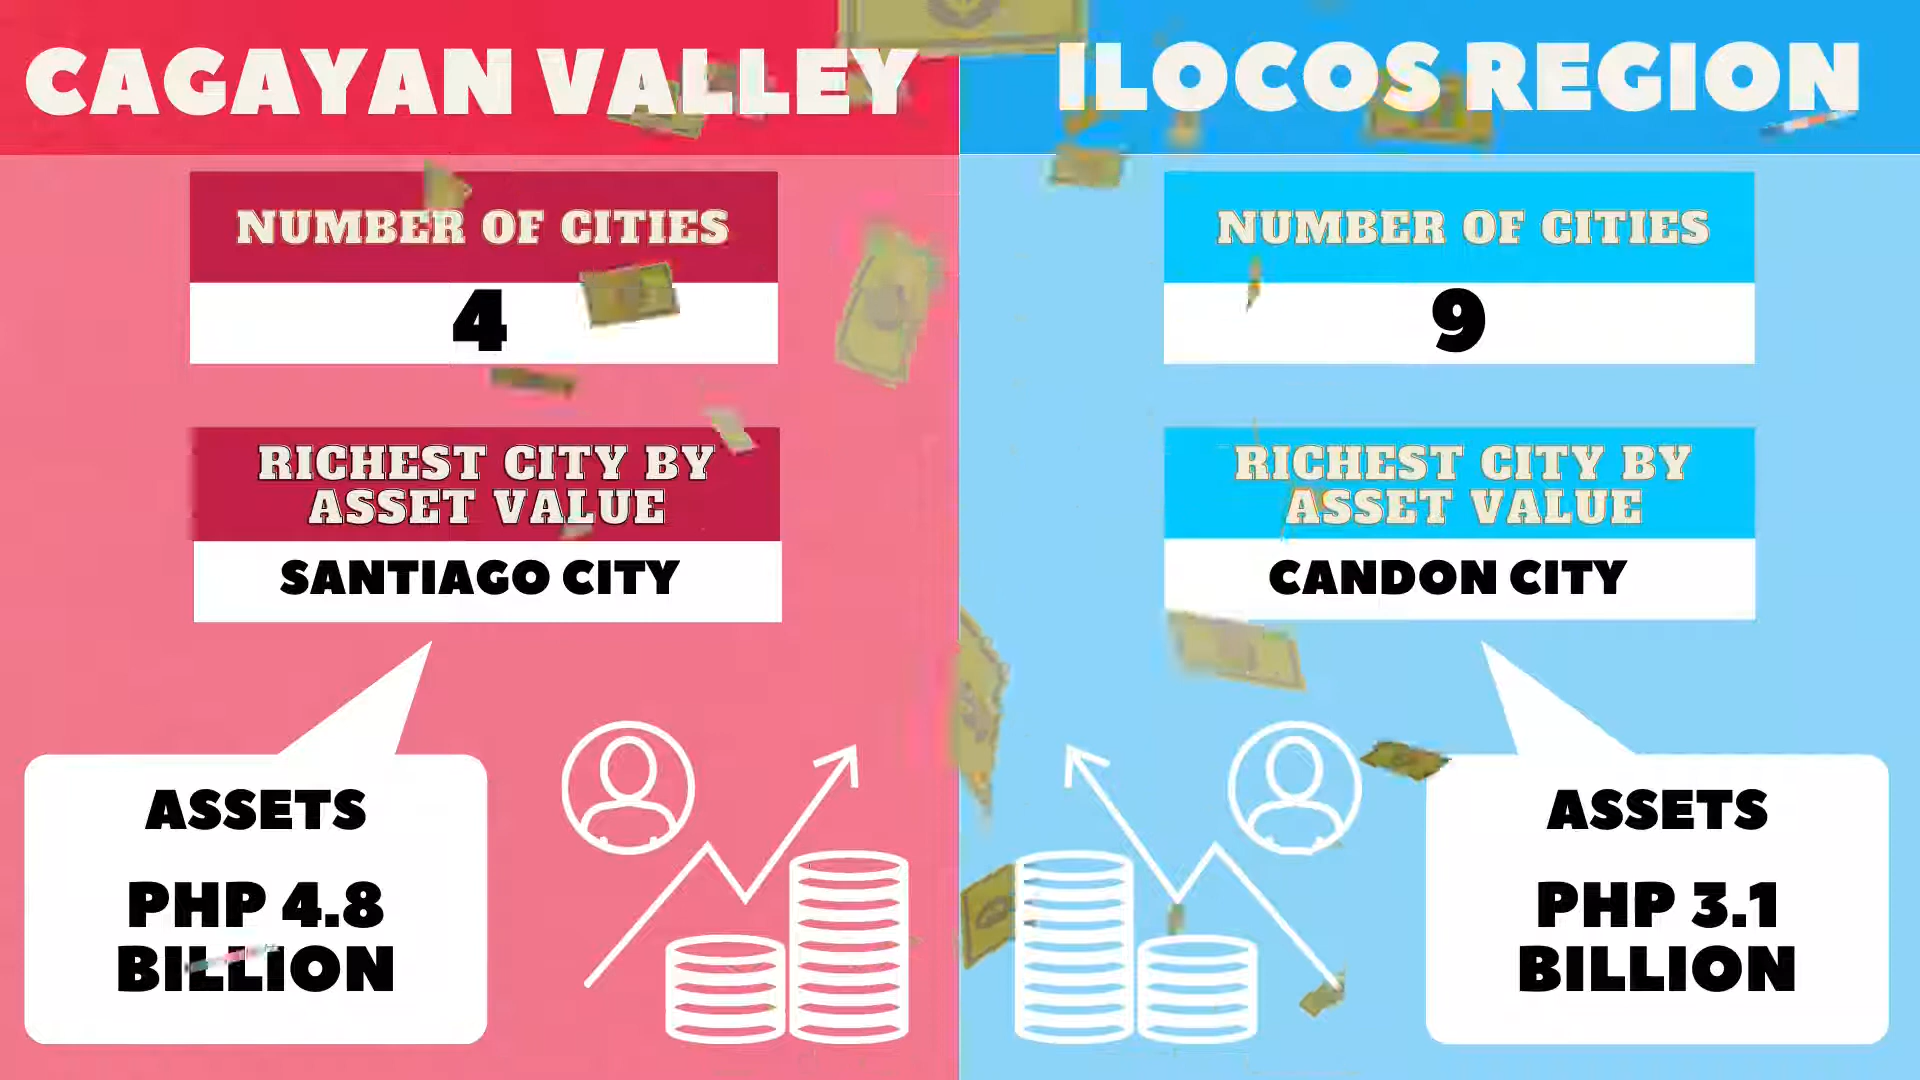 CAGAYAN VALLEY
NUMBER OF CITIES
4
RICHEST CITY BY
ASSET VALUE
SANTIAGO CITY
ASSETS
PHP 4.8
BILLION
ILOCOS REGION
NUMBER OF CITIES
9
RICHEST CITY BY
ASSET VALUE
CANDON CITY
ASSETS
PHP 3.1
BILLION